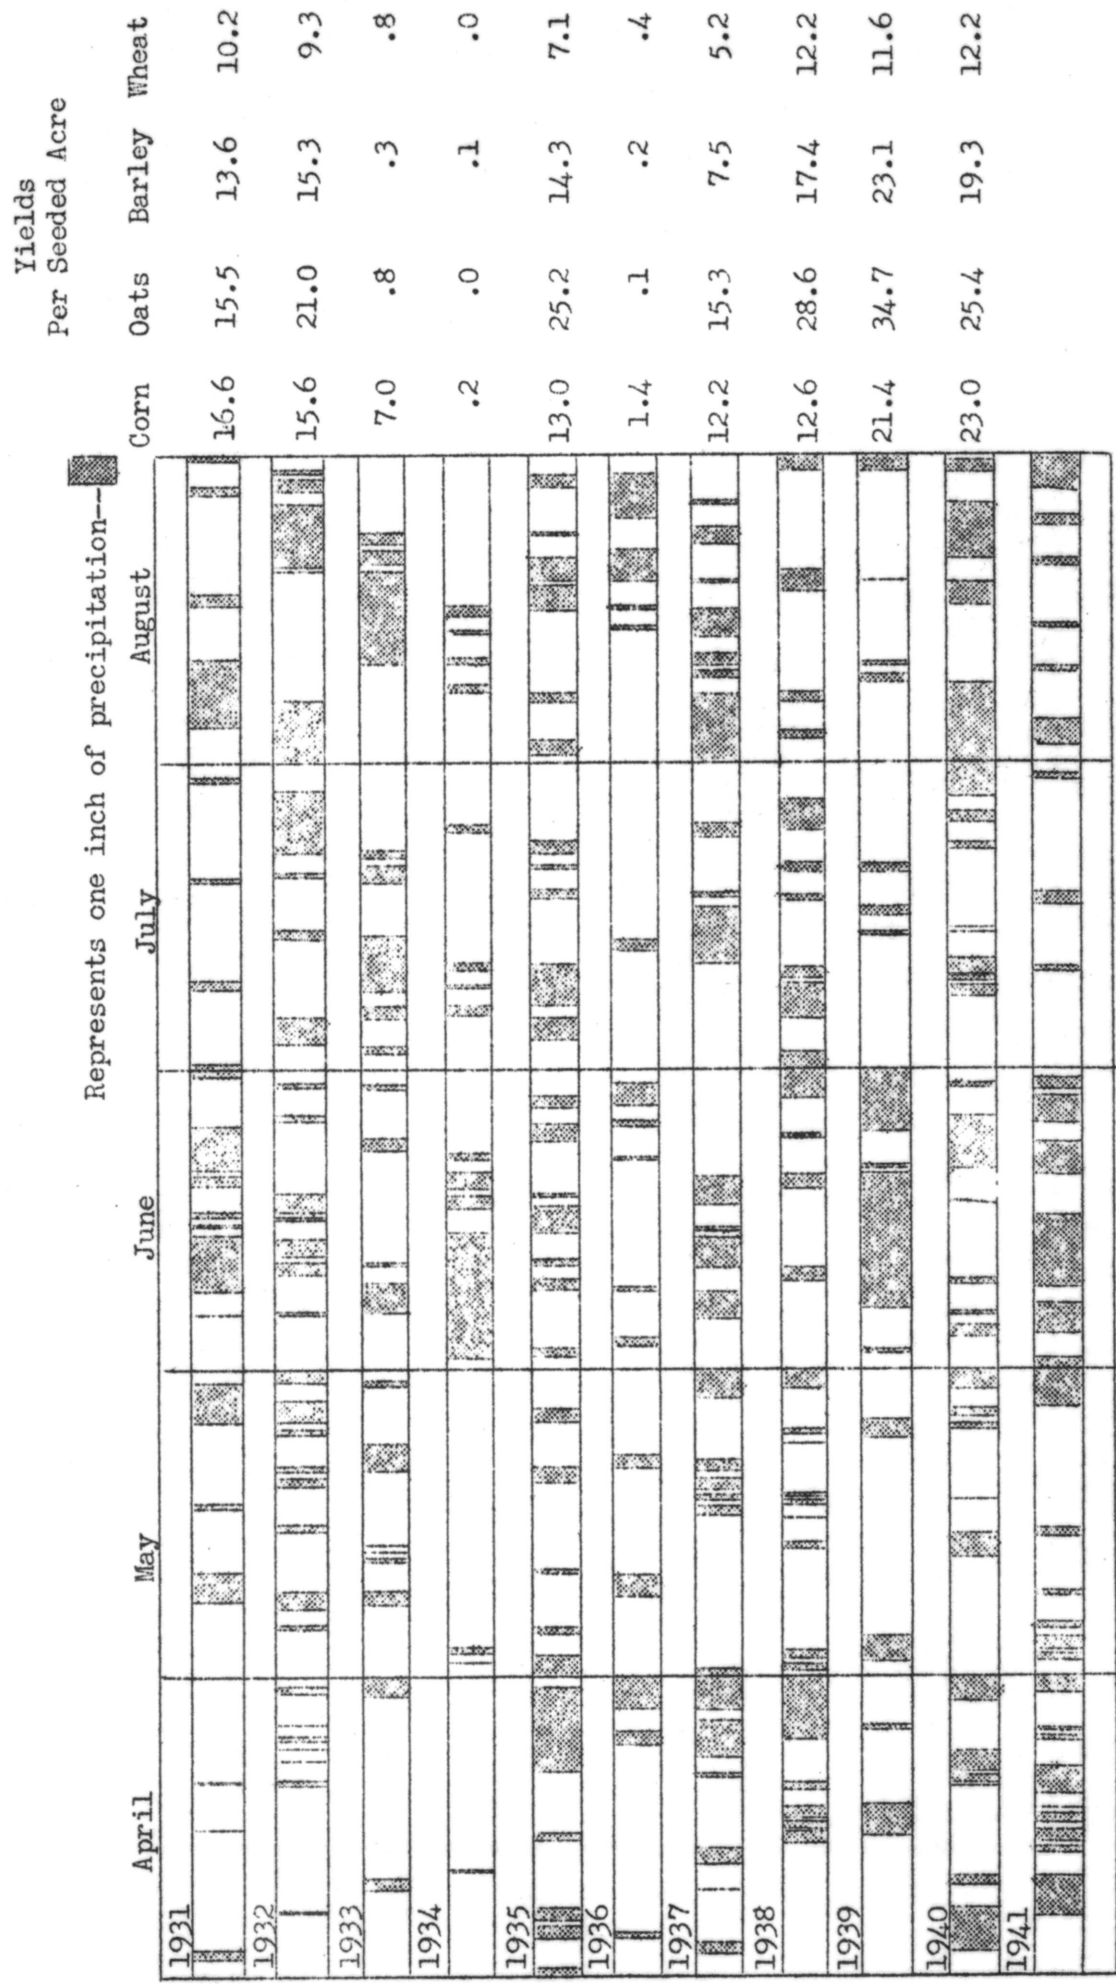 Yields
Per Seeded Acre
Represents one inch of precipitation--
April May June July August Corn Oats Barley Wheat
1931 16.6 15.5 13.6 10.2
1932 15.6 21.0 15.3 9.3
1933 7.0 .8 .3 .8
1934 .2 .0 .1 .0
1935 13.0 25.2 14.3 7.1
1936 1.4 .1 .2 .4
1937 12.2 15.3 7.5 5.2
1938 12.6 28.6 17.4 12.2
1939 21.4 34.7 23.1 11.6
1940 23.0 25.4 19.3 12.2
1941